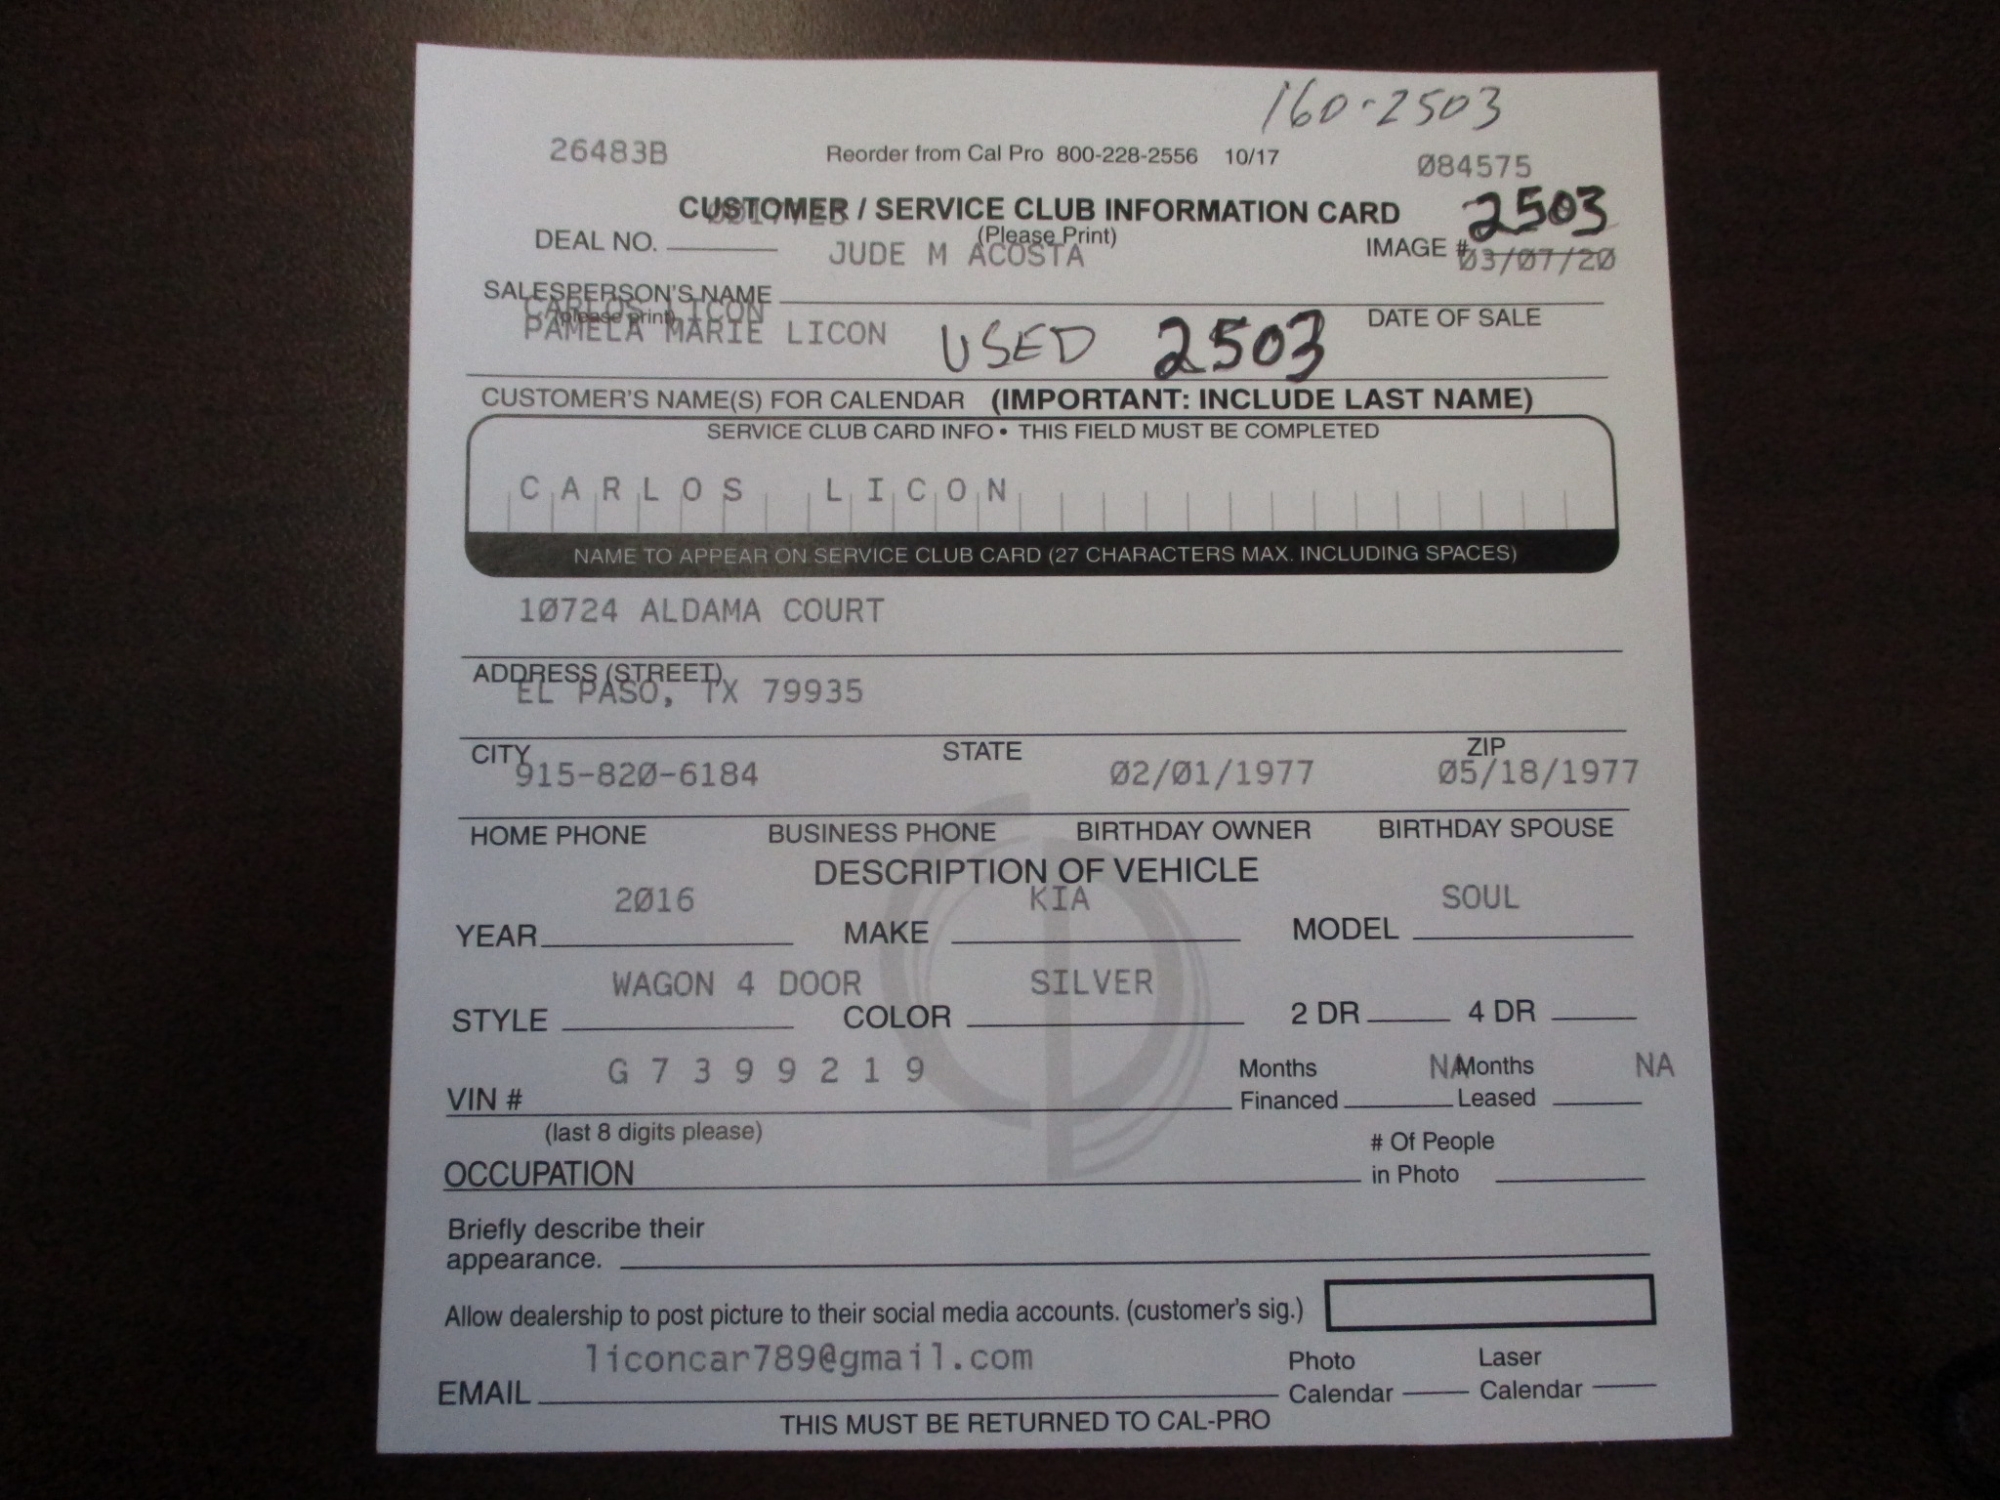 160-2503
26483B Reorder from Cal Pro 800-228-2556 10/17 084575
CUSTOMER / SERVICE CLUB INFORMATION CARD 2503
(Please Print)
DEAL NO. JUDE M ACOSTA IMAGE # 03/07/20
SALESPERSON'S NAME
(please print)
CARLOS LICON
DATE OF SALE
PAMELA MARIE LICON USED 2503
CUSTOMER'S NAME(S) FOR CALENDAR (IMPORTANT: INCLUDE LAST NAME)
SERVICE CLUB CARD INFO • THIS FIELD MUST BE COMPLETED
CARLOS LICON
NAME TO APPEAR ON SERVICE CLUB CARD (27 CHARACTERS MAX. INCLUDING SPACES)
10724 ALDAMA COURT
ADDRESS (STREET)
EL PASO, TX 79935
CITY STATE ZIP
915-820-6184 02/01/1977 05/18/1977
HOME PHONE BUSINESS PHONE BIRTHDAY OWNER BIRTHDAY SPOUSE
DESCRIPTION OF VEHICLE
2016 KIA SOUL
YEAR MAKE MODEL
WAGON 4 DOOR SILVER
STYLE COLOR 2 DR 4 DR
G7399219 Months NA Months NA
VIN # Financed Leased
(last 8 digits please) # Of People
OCCUPATION in Photo
Briefly describe their
appearance.
Allow dealership to post picture to their social media accounts. (customer's sig.)
liconcar789@gmail.com Photo Laser
EMAIL Calendar Calendar
THIS MUST BE RETURNED TO CAL-PRO